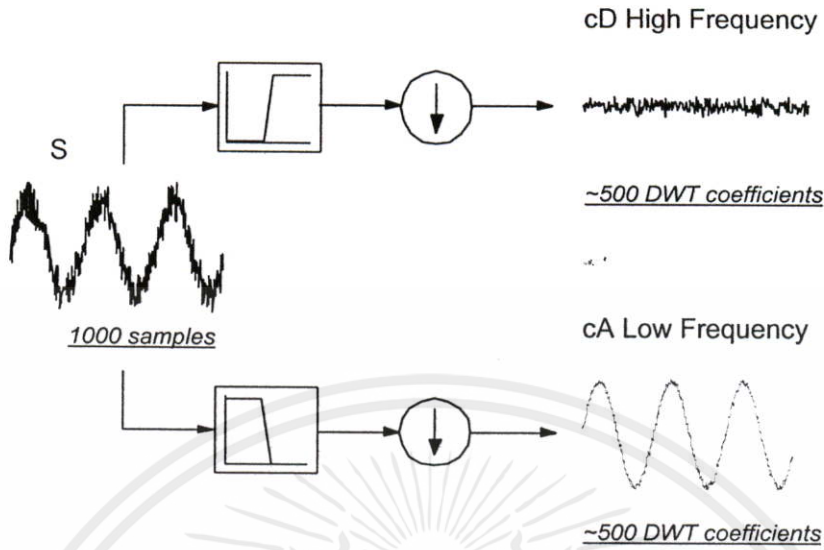 cD High Frequency
S
~500 DWT coefficients
1000 samples
cA Low Frequency
~500 DWT coefficients